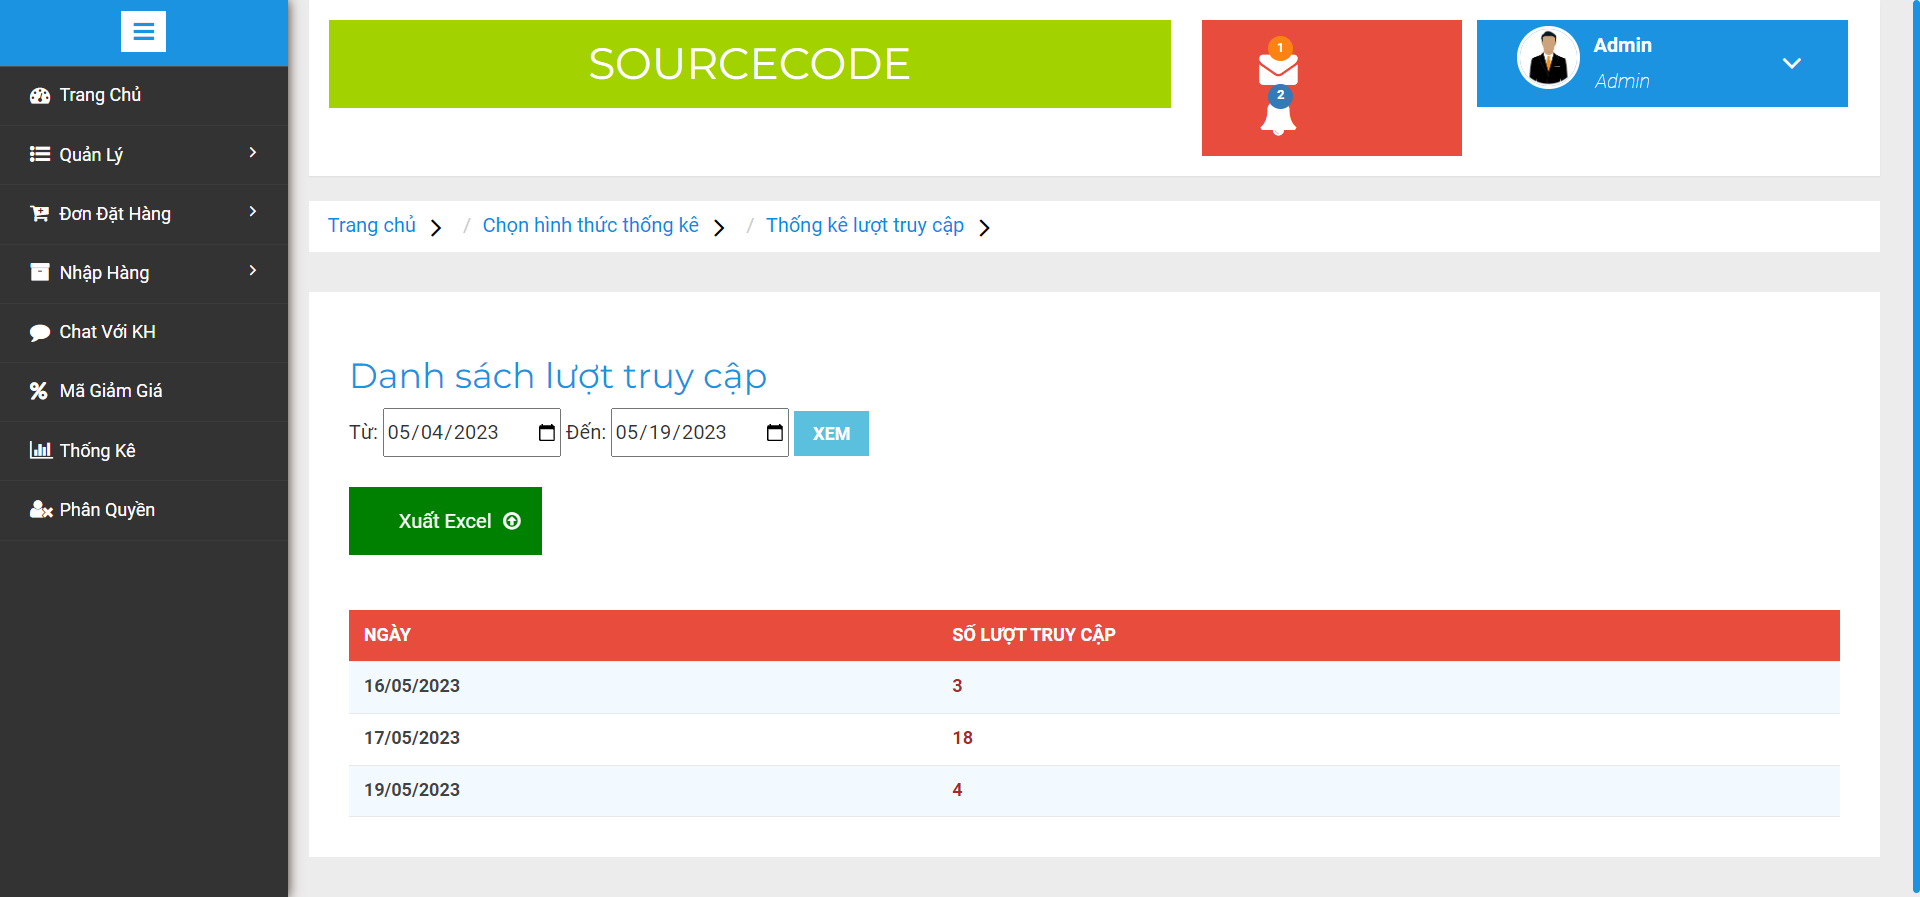 Trang Chủ
Quản Lý
Đơn Đặt Hàng
Nhập Hàng
Chat Với KH
Mã Giảm Giá
Thống Kê
Phân Quyền
SOURCECODE
1
2
Admin
Admin
Trang chủ / Chọn hình thức thống kê / Thống kê lượt truy cập
Danh sách lượt truy cập
Từ: 05/04/2023 Đến: 05/19/2023 XEM
Xuất Excel
NGÀY SỐ LƯỢT TRUY CẬP
16/05/2023 3
17/05/2023 18
19/05/2023 4